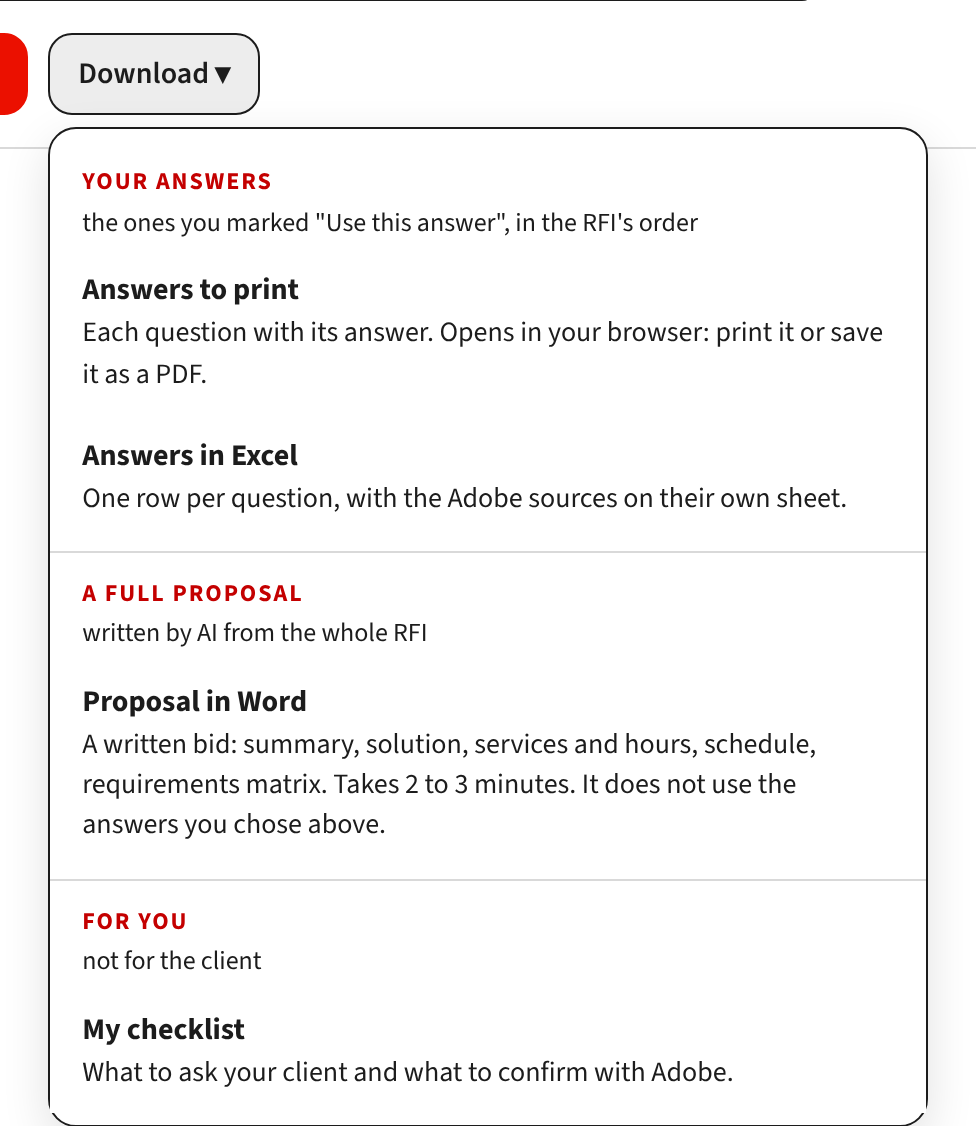 Download ▼
YOUR ANSWERS
the ones you marked "Use this answer", in the RFI's order
Answers to print
Each question with its answer. Opens in your browser: print it or save
it as a PDF.
Answers in Excel
One row per question, with the Adobe sources on their own sheet.
A FULL PROPOSAL
written by AI from the whole RFI
Proposal in Word
A written bid: summary, solution, services and hours, schedule,
requirements matrix. Takes 2 to 3 minutes. It does not use the
answers you chose above.
FOR YOU
not for the client
My checklist
What to ask your client and what to confirm with Adobe.